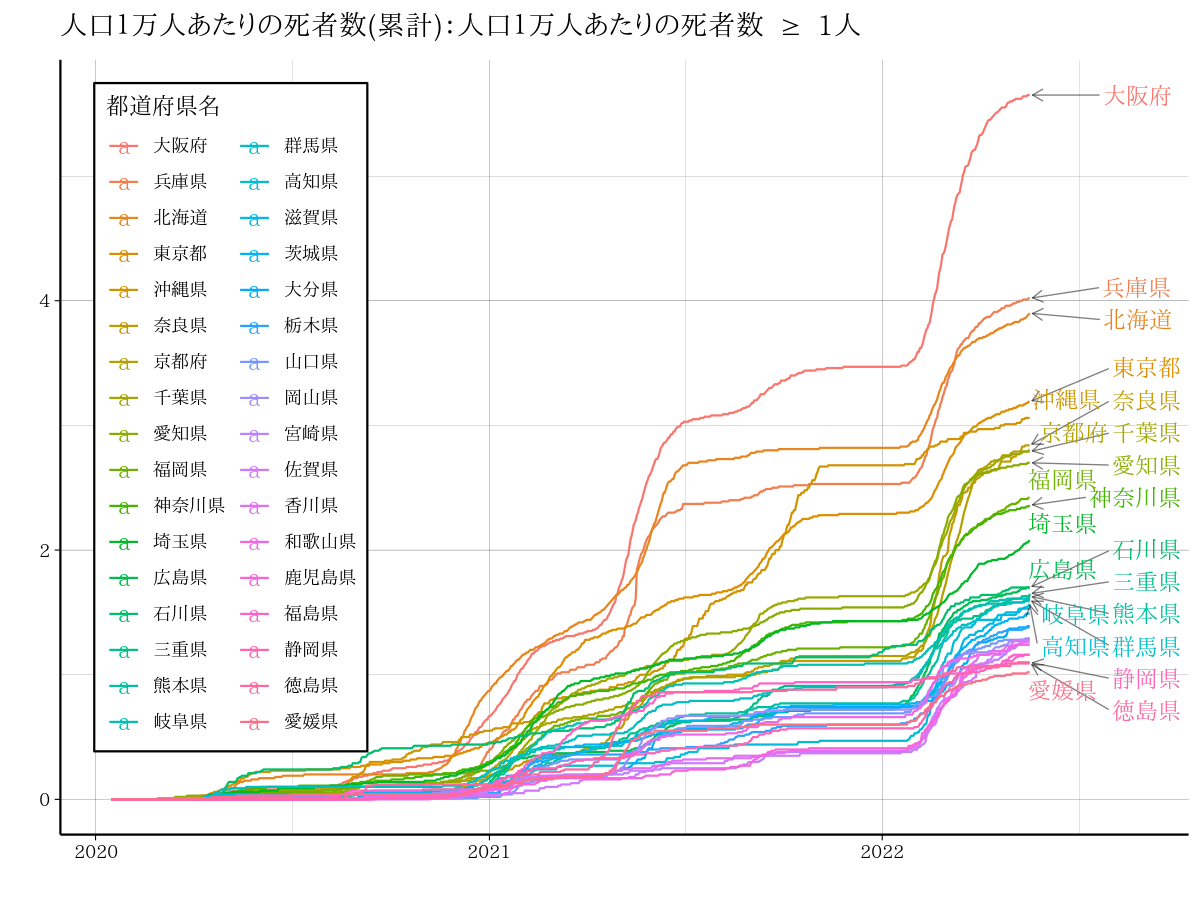 人口1万人あたりの死者数(累計):人口1万人あたりの死者数 ≥ 1人
都道府県名
a 大阪府 a 群馬県
a 兵庫県 a 高知県
a 北海道 a 滋賀県
a 東京都 a 茨城県
a 沖縄県 a 大分県
a 奈良県 a 栃木県
a 京都府 a 山口県
a 千葉県 a 岡山県
a 愛知県 a 宮崎県
a 福岡県 a 佐賀県
a 神奈川県 a 香川県
a 埼玉県 a 和歌山県
a 広島県 a 鹿児島県
a 石川県 a 福島県
a 三重県 a 静岡県
a 熊本県 a 徳島県
a 岐阜県 a 愛媛県
大阪府
兵庫県
北海道
東京都
沖縄県 奈良県
京都府 千葉県
愛知県
福岡県
神奈川県
埼玉県
石川県
広島県
三重県
岐阜県 熊本県
高知県 群馬県
静岡県
愛媛県
徳島県
4
2
0
2020 2021 2022